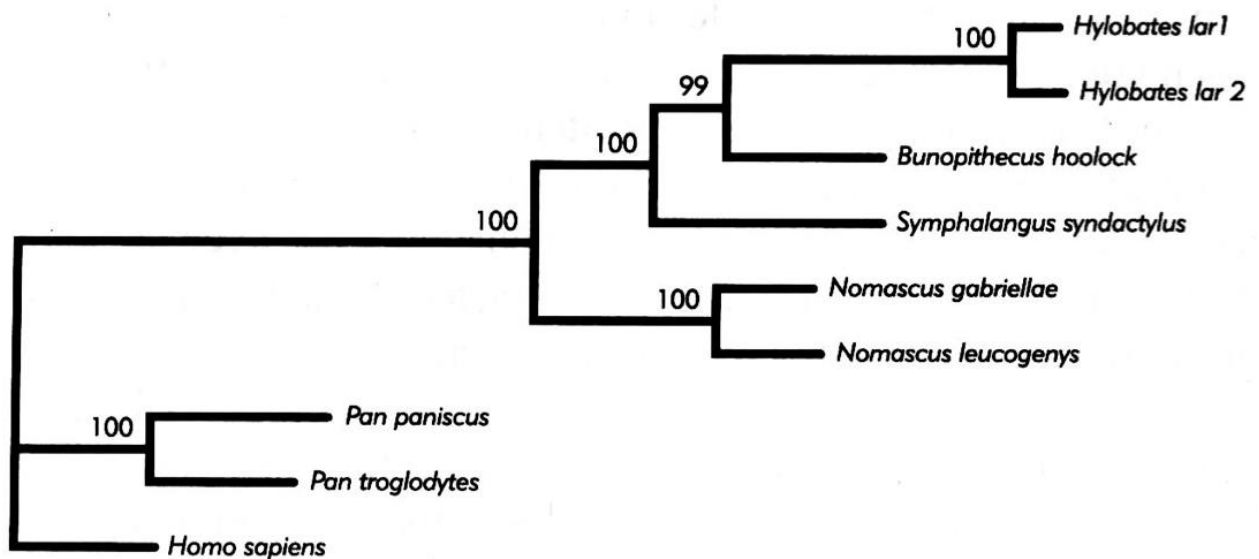 100 Hylobates lar1
Hylobates lar 2
99
100 Bunopithecus hoolock
Symphalangus syndactylus
100
Nomascus gabriellae
100
Nomascus leucogenys
Pan paniscus
100
Pan troglodytes
Homo sapiens